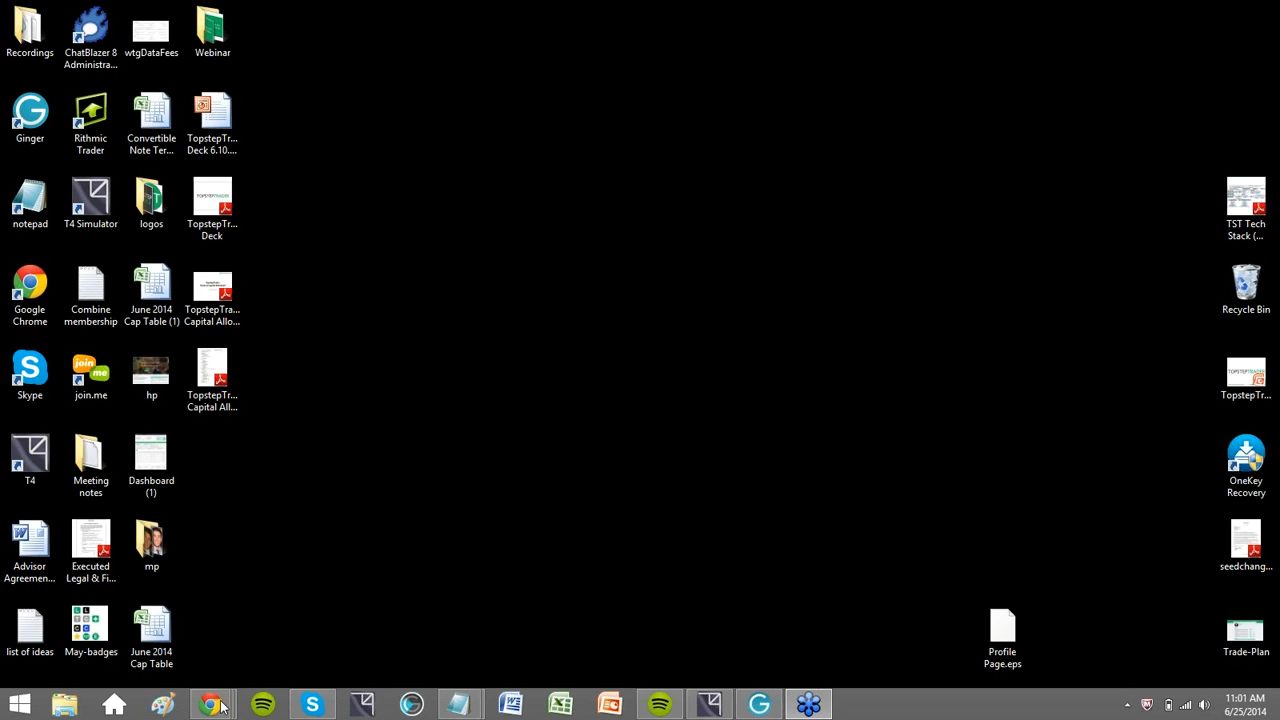 Recordings
ChatBlazer 8
Administra...
wtgDataFees
Webinar
Ginger
Rithmic
Trader
Convertible
Note Ter...
TopstepTr...
Deck 6.10....
notepad
T4 Simulator
logos
TOPSTEPTRADER
TopstepTr...
Deck
TST Tech
Stack (...
Google
Chrome
Combine
membership
June 2014
Cap Table (1)
TopstepTra...
Capital Allo...
Recycle Bin
Skype
join.me
hp
TopstepTr...
Capital All...
TOPSTEPTRADER
TopstepTr...
T4
Meeting
notes
Dashboard
(1)
OneKey
Recovery
Advisor
Agreemen...
Executed
Legal & Fi...
mp
seedchang...
list of ideas
May-badges
June 2014
Cap Table
Profile
Page.eps
Trade-Plan
11:01 AM
6/25/2014